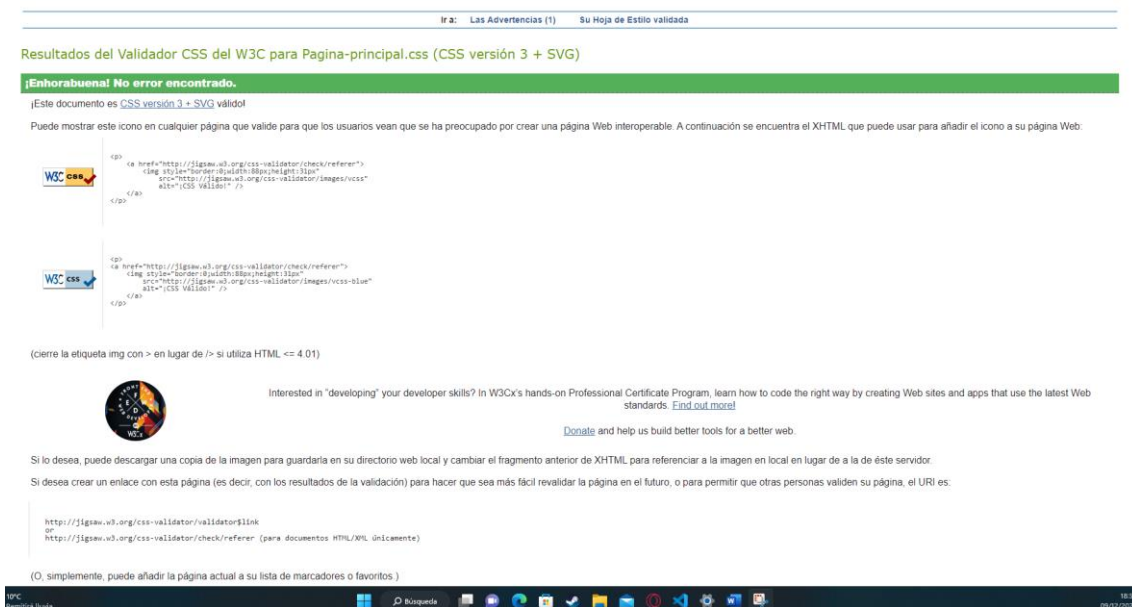 Ir a: Las Advertencias (1) Su Hoja de Estilo validada
Resultados del Validador CSS del W3C para Pagina-principal.css (CSS versión 3 + SVG)
¡Enhorabuena! No error encontrado.
¡Este documento es CSS versión 3 + SVG válido!
Puede mostrar este icono en cualquier página que valide para que los usuarios vean que se ha preocupado por crear una página Web interoperable. A continuación se encuentra el XHTML que puede usar para añadir el icono a su página Web:
W3C css
<p>
<a href="http://jigsaw.w3.org/css-validator/check/referer">
<img style="border:0;width:88px;height:31px"
src="http://jigsaw.w3.org/css-validator/images/vcss"
alt="¡CSS Válido!" />
</a>
</p>
W3C css
<p>
<a href="http://jigsaw.w3.org/css-validator/check/referer">
<img style="border:0;width:88px;height:31px"
src="http://jigsaw.w3.org/css-validator/images/vcss-blue"
alt="¡CSS Válido!" />
</a>
</p>
(cierre la etiqueta img con > en lugar de /> si utiliza HTML <= 4.01)
W3Cx
Interested in "developing" your developer skills? In W3Cx's hands-on Professional Certificate Program, learn how to code the right way by creating Web sites and apps that use the latest Web
standards. Find out more!
Donate and help us build better tools for a better web.
Si lo desea, puede descargar una copia de la imagen para guardarla en su directorio web local y cambiar el fragmento anterior de XHTML para referenciar a la imagen en local en lugar de a la de éste servidor.
Si desea crear un enlace con esta página (es decir, con los resultados de la validación) para hacer que sea más fácil revalidar la página en el futuro, o para permitir que otras personas validen su página, el URI es:
http://jigsaw.w3.org/css-validator/validator$link
or
http://jigsaw.w3.org/css-validator/check/referer (para documentos HTML/XML únicamente)
(O, simplemente, puede añadir la página actual a su lista de marcadores o favoritos.)
10°C
Remitirá lluvia
Búsqueda